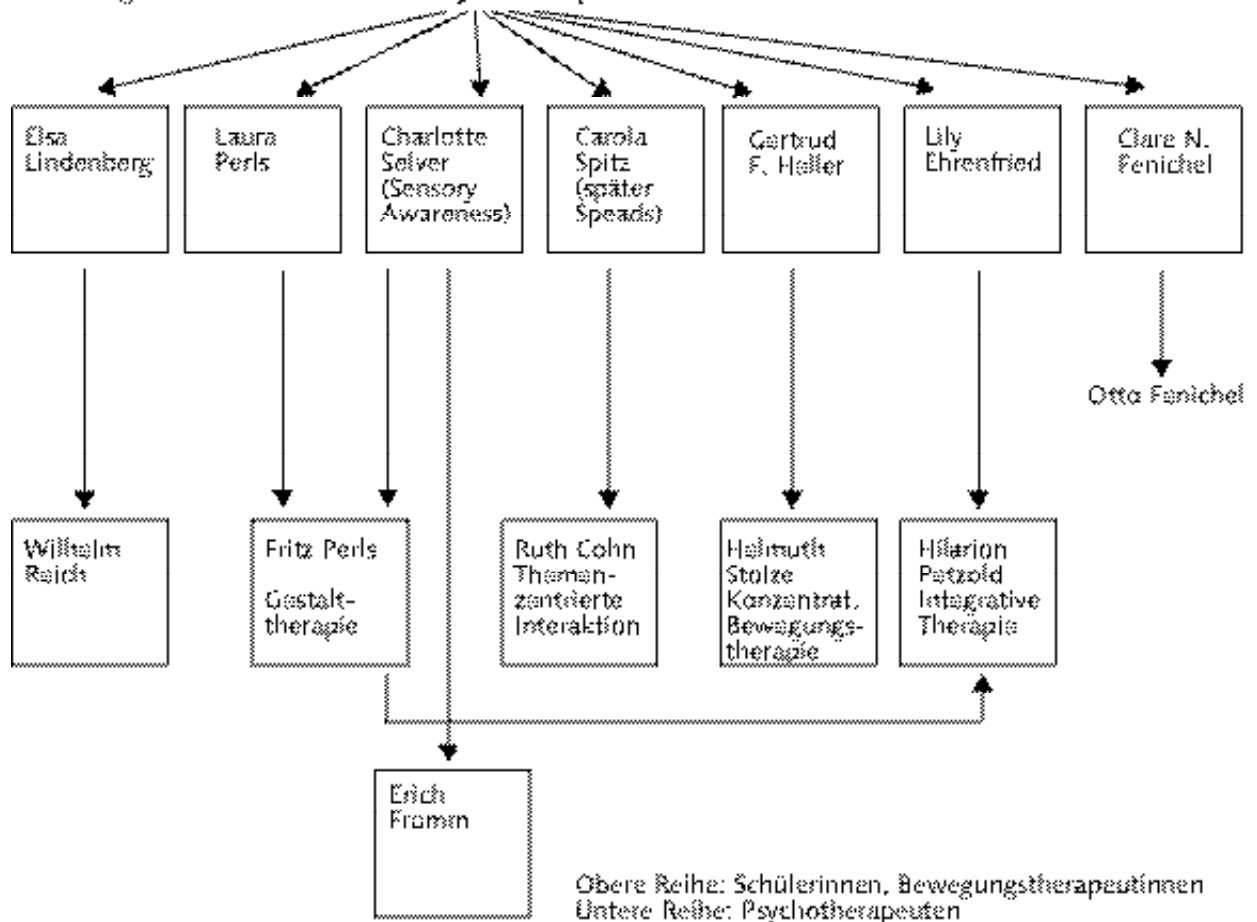 Elsa
Lindenberg
Laura
Perls
Charlotte
Selver
(Sensory
Awareness)
Carola
Spitz
(später
Speads)
Gertrud
F. Heller
Lily
Ehrenfried
Clare N.
Fenichel
Otto Fenichel
Wilhelm
Reich
Fritz Perls
Gestalt-
therapie
Ruth Cohn
Themen-
zentrierte
Interaktion
Helmuth
Stolze
Konzentrat.
Bewegungs-
therapie
Hilarion
Petzold
Integrative
Therapie
Erich
Fromm
Obere Reihe: Schülerinnen, Bewegungstherapeutinnen
Untere Reihe: Psychotherapeuten